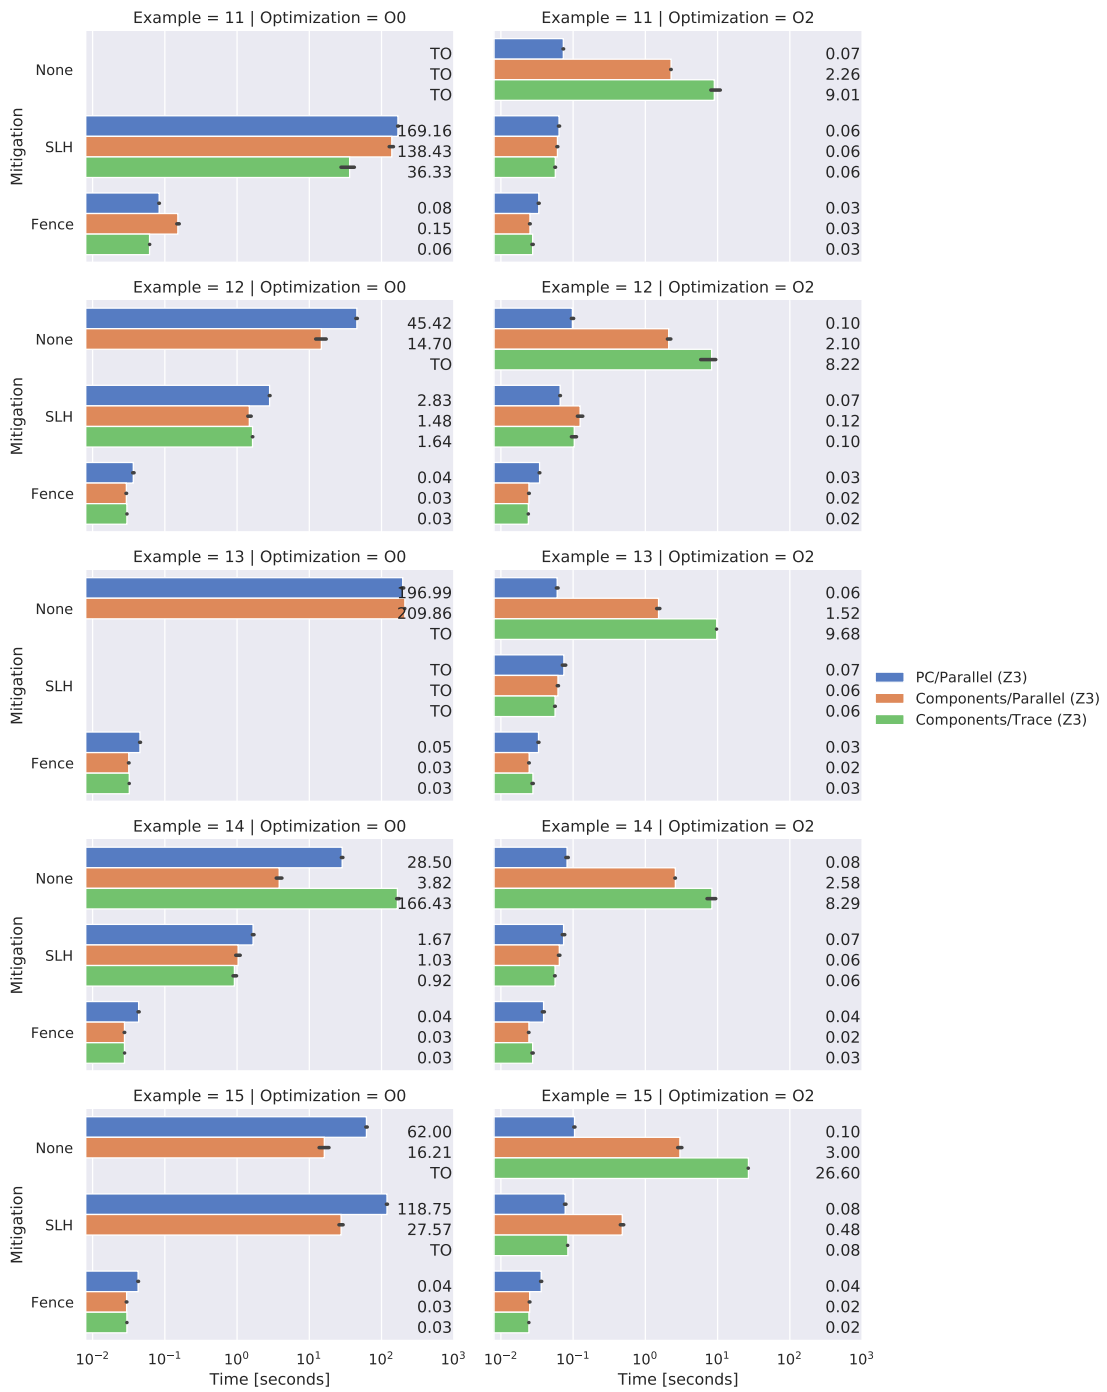 Example = 11 | Optimization = O0
Example = 11 | Optimization = O2
Mitigation
None
TO
TO
TO
SLH
169.16
138.43
36.33
Fence
0.08
0.15
0.06
0.07
2.26
9.01
0.06
0.06
0.06
0.03
0.03
0.03
Example = 12 | Optimization = O0
Example = 12 | Optimization = O2
Mitigation
None
45.42
14.70
TO
SLH
2.83
1.48
1.64
Fence
0.04
0.03
0.03
0.10
2.10
8.22
0.07
0.12
0.10
0.03
0.02
0.02
Example = 13 | Optimization = O0
Example = 13 | Optimization = O2
Mitigation
None
196.99
209.86
TO
SLH
TO
TO
TO
Fence
0.05
0.03
0.03
0.06
1.52
9.68
0.07
0.06
0.06
0.03
0.02
0.03
PC/Parallel (Z3)
Components/Parallel (Z3)
Components/Trace (Z3)
Example = 14 | Optimization = O0
Example = 14 | Optimization = O2
Mitigation
None
28.50
3.82
166.43
SLH
1.67
1.03
0.92
Fence
0.04
0.03
0.03
0.08
2.58
8.29
0.07
0.06
0.06
0.04
0.02
0.03
Example = 15 | Optimization = O0
Example = 15 | Optimization = O2
Mitigation
None
62.00
16.21
TO
SLH
118.75
27.57
TO
Fence
0.04
0.03
0.03
0.10
3.00
26.60
0.08
0.48
0.08
0.04
0.02
0.02
10⁻² 10⁻¹ 10⁰ 10¹ 10² 10³
Time [seconds]
10⁻² 10⁻¹ 10⁰ 10¹ 10² 10³
Time [seconds]